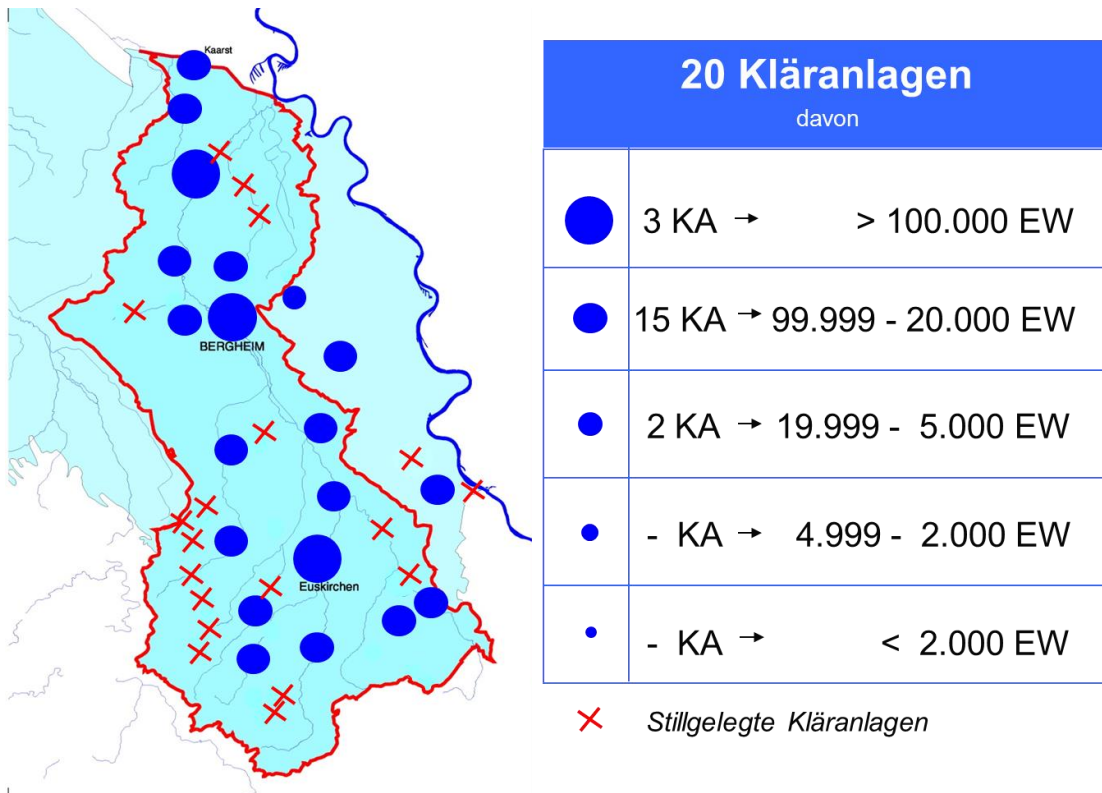 Kaarst
BERGHEIM
Euskirchen
20 Kläranlagen
davon
3 KA → > 100.000 EW
15 KA → 99.999 - 20.000 EW
2 KA → 19.999 - 5.000 EW
- KA → 4.999 - 2.000 EW
- KA → < 2.000 EW
Stillgelegte Kläranlagen